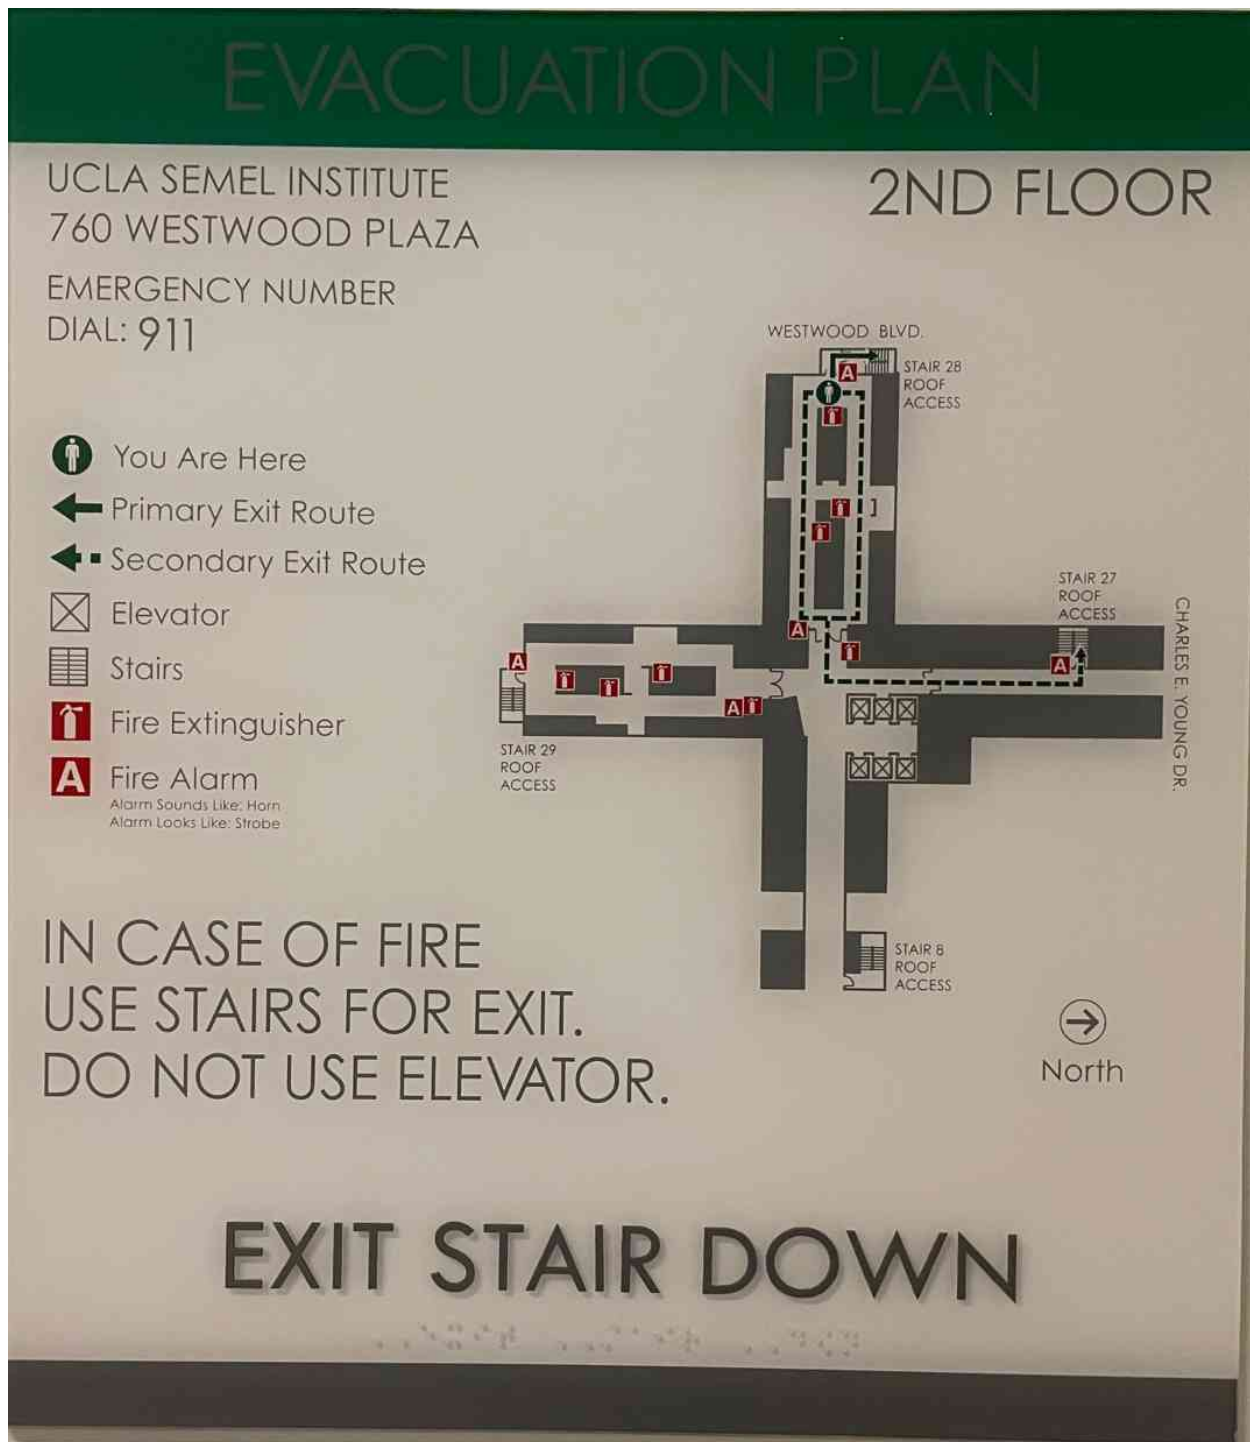 EVACUATION PLAN
UCLA SEMEL INSTITUTE
760 WESTWOOD PLAZA
2ND FLOOR
EMERGENCY NUMBER
DIAL: 911
You Are Here
Primary Exit Route
Secondary Exit Route
Elevator
Stairs
Fire Extinguisher
A Fire Alarm
Alarm Sounds Like: Horn
Alarm Looks Like: Strobe
WESTWOOD BLVD.
A
STAIR 28
ROOF
ACCESS
STAIR 27
ROOF
ACCESS
A
A
A
A
CHARLES E. YOUNG DR.
STAIR 29
ROOF
ACCESS
STAIR 8
ROOF
ACCESS
North
IN CASE OF FIRE
USE STAIRS FOR EXIT.
DO NOT USE ELEVATOR.
EXIT STAIR DOWN